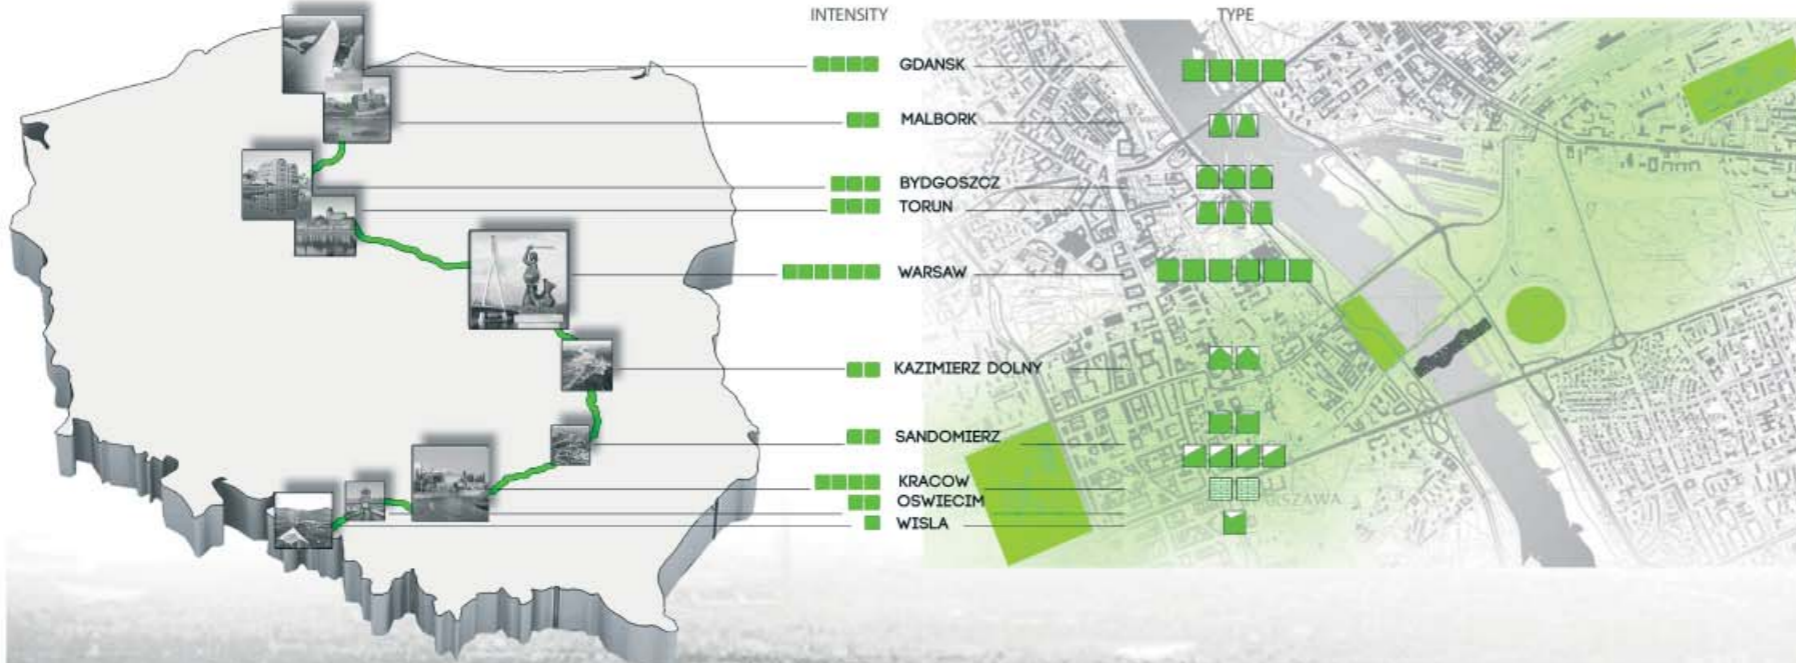 INTENSITY
TYPE
GDANSK
MALBORK
BYDGOSZCZ
TORUN
WARSAW
KAZIMIERZ DOLNY
SANDOMIERZ
KRACOW
OSWIECIM
WISLA